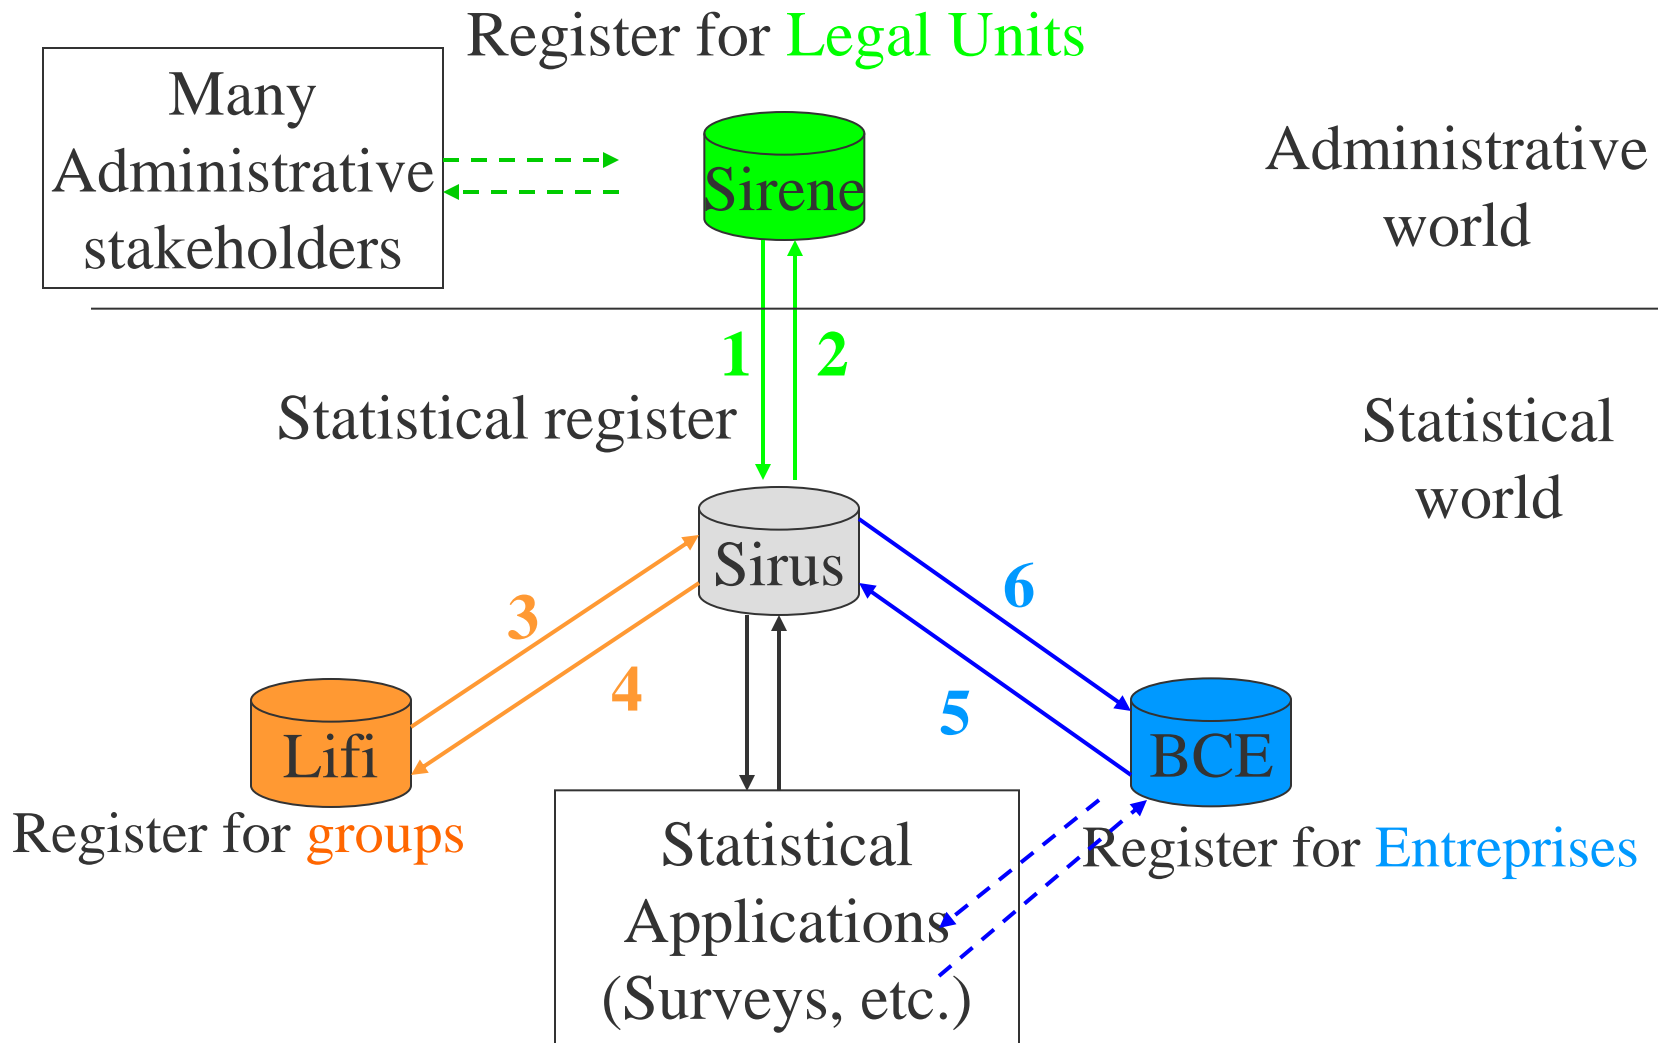 Register for Legal Units
Many
Administrative
stakeholders
Sirene
Administrative
world
1
2
Statistical register
Statistical
world
Sirus
3
4
6
5
Lifi
BCE
Register for groups
Register for Entreprises
Statistical
Applications
(Surveys, etc.)